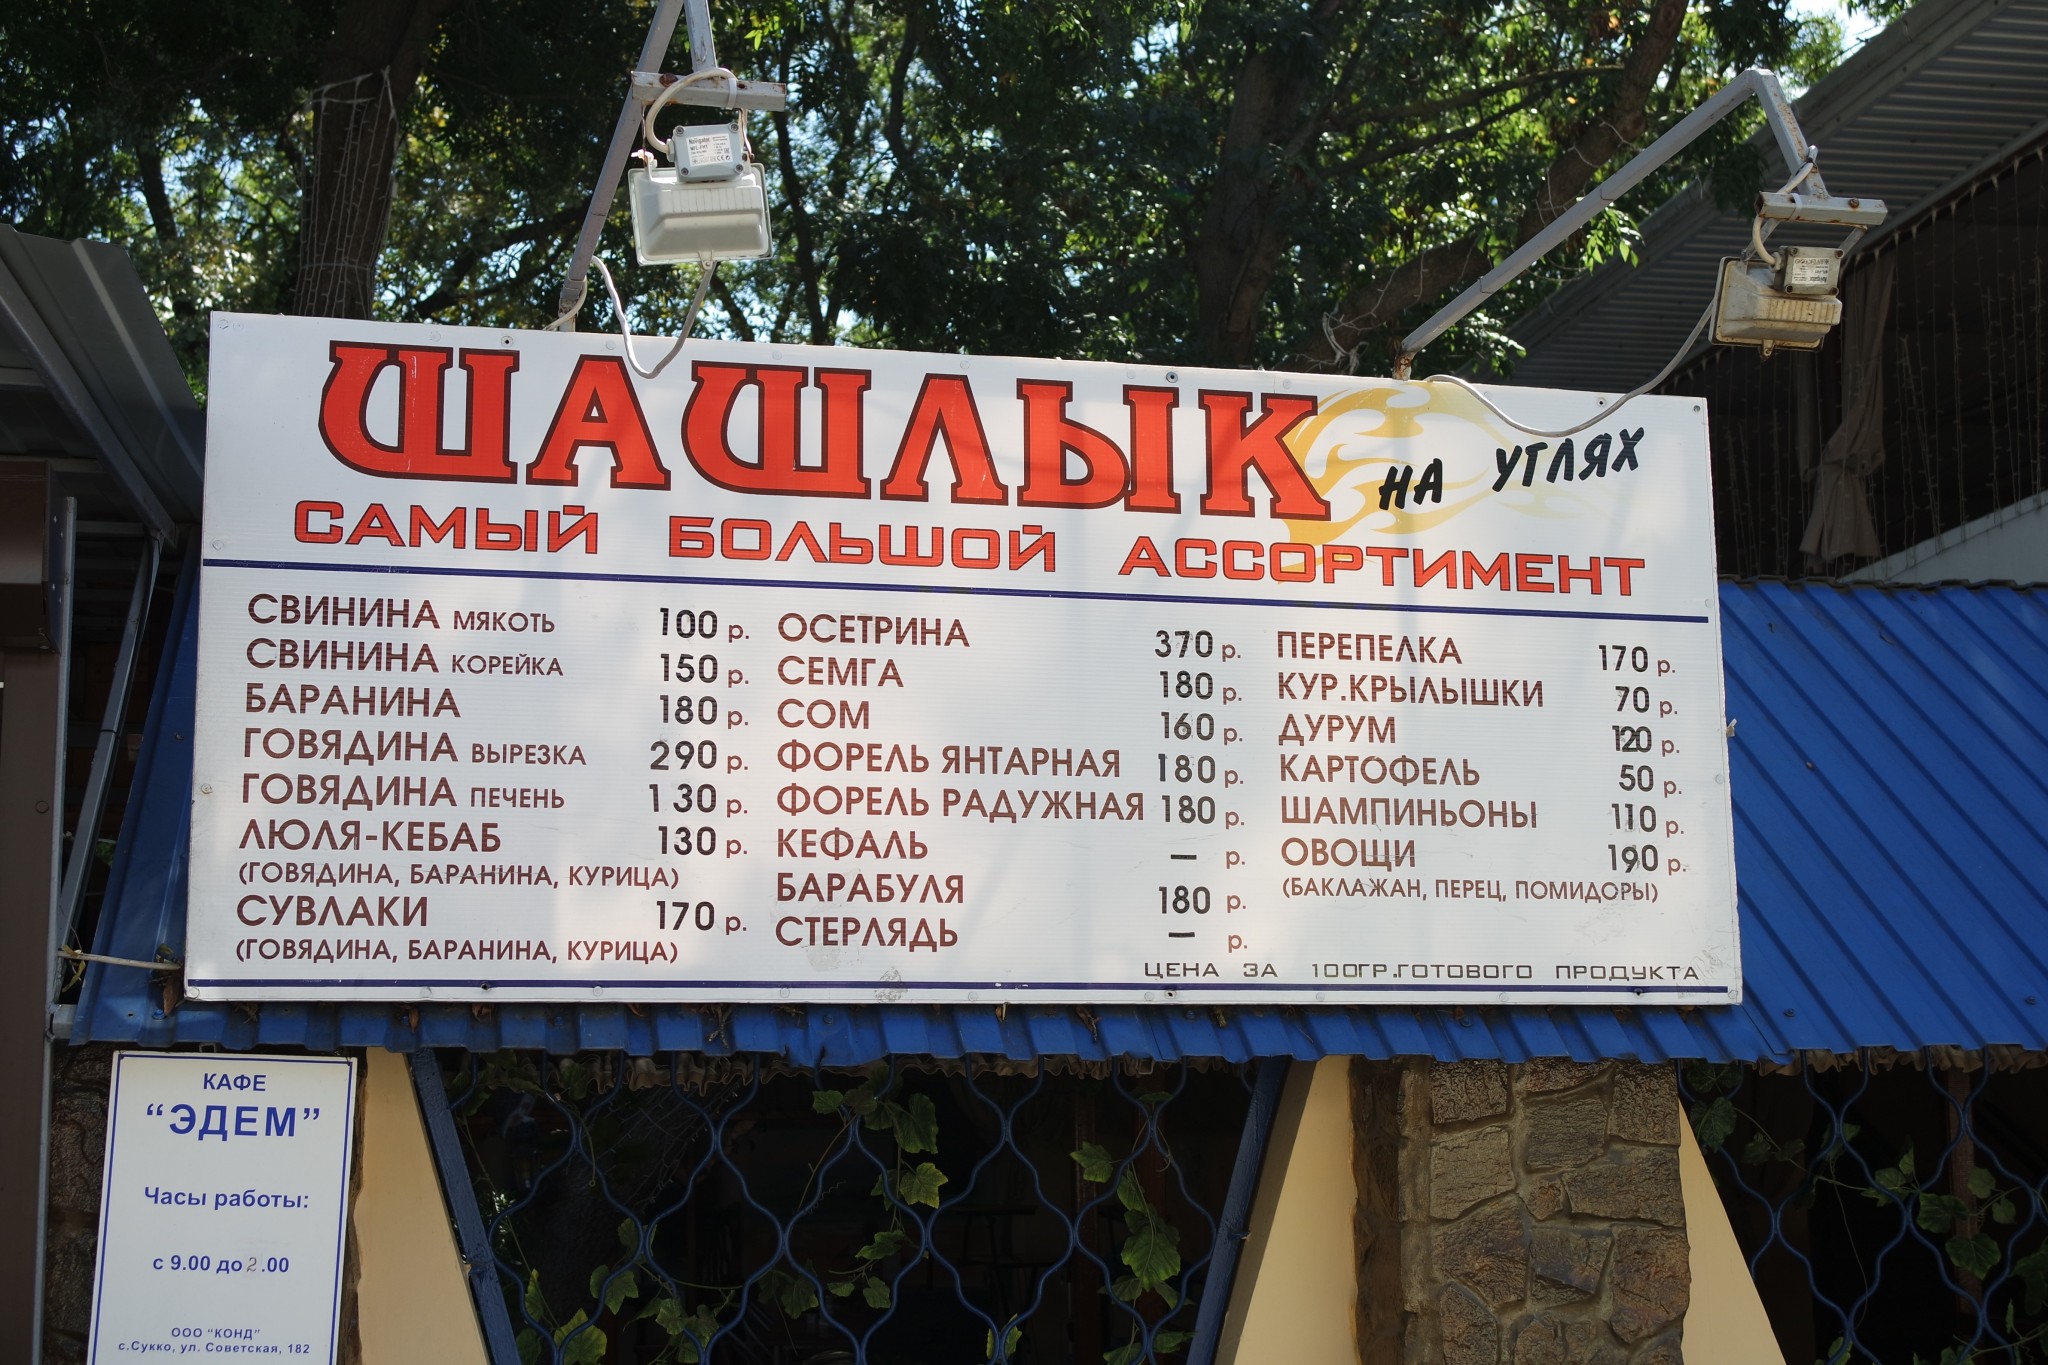 ШАШЛЫК НА УГЛЯХ
САМЫЙ БОЛЬШОЙ АССОРТИМЕНТ
СВИНИНА МЯКОТЬ 100 р.
СВИНИНА КОРЕЙКА 150 р.
БАРАНИНА 180 р.
ГОВЯДИНА ВЫРЕЗКА 290 р.
ГОВЯДИНА ПЕЧЕНЬ 130 р.
ЛЮЛЯ-КЕБАБ 130 р.
(ГОВЯДИНА, БАРАНИНА, КУРИЦА)
СУВЛАКИ 170 р.
(ГОВЯДИНА, БАРАНИНА, КУРИЦА)
ОСЕТРИНА 370 р.
СЕМГА 180 р.
СОМ 160 р.
ФОРЕЛЬ ЯНТАРНАЯ 180 р.
ФОРЕЛЬ РАДУЖНАЯ 180 р.
КЕФАЛЬ — р.
БАРАБУЛЯ 180 р.
СТЕРЛЯДЬ — р.
ПЕРЕПЕЛКА 170 р.
КУР.КРЫЛЫШКИ 70 р.
ДУРУМ 120 р.
КАРТОФЕЛЬ 50 р.
ШАМПИНЬОНЫ 110 р.
ОВОЩИ 190 р.
(БАКЛАЖАН, ПЕРЕЦ, ПОМИДОРЫ)
ЦЕНА ЗА 100ГР.ГОТОВОГО ПРОДУКТА
КАФЕ
“ЭДЕМ”
Часы работы:
с 9.00 до 2.00
ООО “КОНД”
с.Сукко, ул. Советская, 182